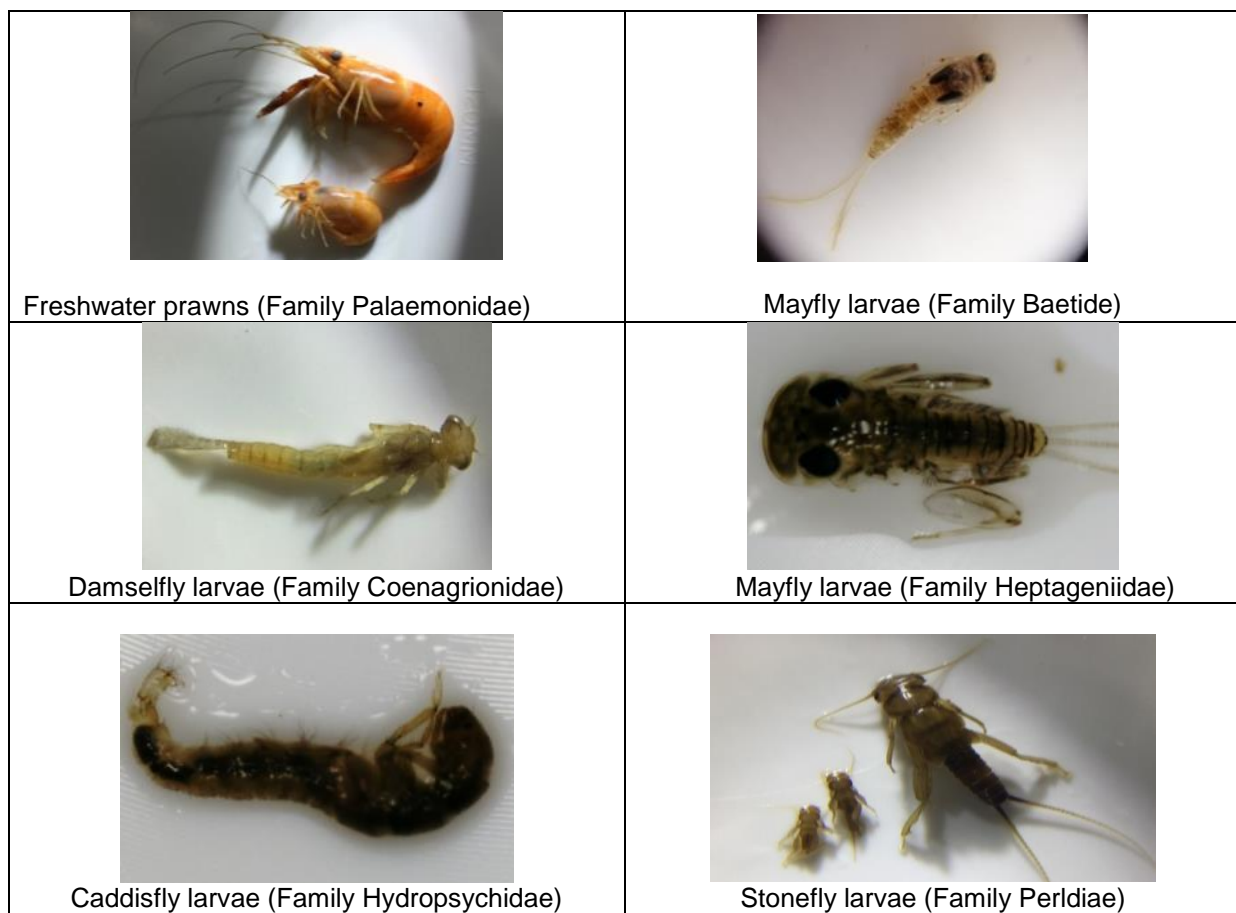 Freshwater prawns (Family Palaemonidae)
Mayfly larvae (Family Baetide)
Damselfly larvae (Family Coenagrionidae)
Mayfly larvae (Family Heptageniidae)
Caddisfly larvae (Family Hydropsychidae)
Stonefly larvae (Family Perldiae)